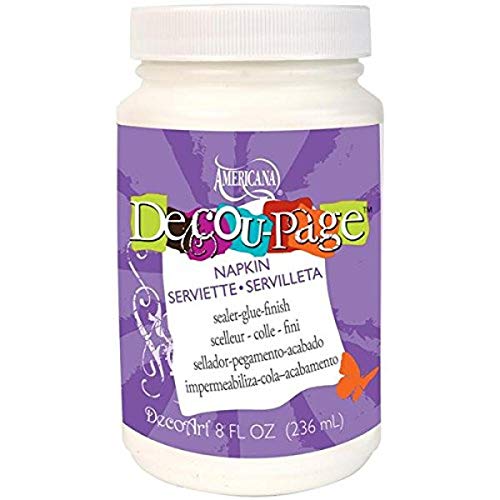 AMERICANA
DecOU-Page™
NAPKIN
SERVIETTE • SERVILLETA
sealer-glue-finish
scelleur - colle - fini
sellador-pegamento-acabado
impermeabiliza-cola-acabamento
DecoArt 8 FL OZ (236 mL)